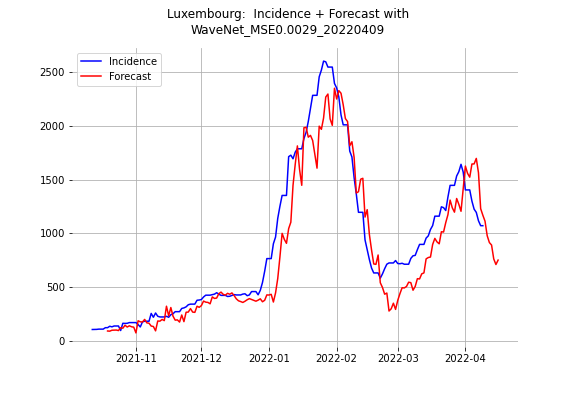 Luxembourg:  Incidence + Forecast with
WaveNet_MSE0.0029_20220409
Incidence
Forecast
2500
2000
1500
1000
500
0
2021-11 2021-12 2022-01 2022-02 2022-03 2022-04